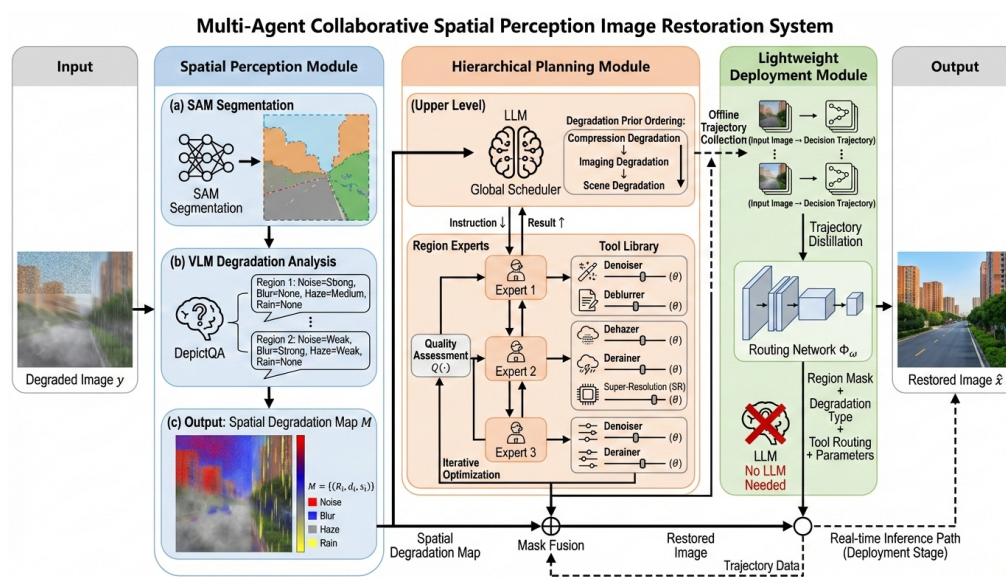 Multi-Agent Collaborative Spatial Perception Image Restoration System
Input
Degraded Image y
Spatial Perception Module
(a) SAM Segmentation
SAM
Segmentation
(b) VLM Degradation Analysis
DepictQA
Region 1: Noise=Strong,
Blur=None, Haze=Medium,
Rain=None
Region 2: Noise=Weak,
Blur=Strong, Haze=Weak,
Rain=None
(c) Output: Spatial Degradation Map M
M = {(Rᵢ, dᵢ, sᵢ)}
Noise
Blur
Haze
Rain
Hierarchical Planning Module
(Upper Level)
LLM
Global Scheduler
Degradation Prior Ordering:
Compression Degradation
Imaging Degradation
Scene Degradation
Instruction ↓
Result ↑
Region Experts
Expert 1
Expert 2
Expert 3
Quality
Assessment
Q(·)
Iterative
Optimization
Tool Library
Denoiser
(θ)
Deblurrer
(θ)
Dehazer
(θ)
Derainer
(θ)
Super-Resolution (SR)
(θ)
Denoiser
(θ)
Derainer
(θ)
Offline
Trajectory
Collection
Lightweight
Deployment Module
(Input Image → Decision Trajectory)
(Input Image → Decision Trajectory)
Trajectory
Distillation
Routing Network Φω
Region Mask
+
Degradation
Type
+
Tool Routing
+ Parameters
LLM
No LLM
Needed
Output
Restored Image x̂
Spatial
Degradation Map
Mask Fusion
Restored
Image
Trajectory Data
Real-time Inference Path
(Deployment Stage)